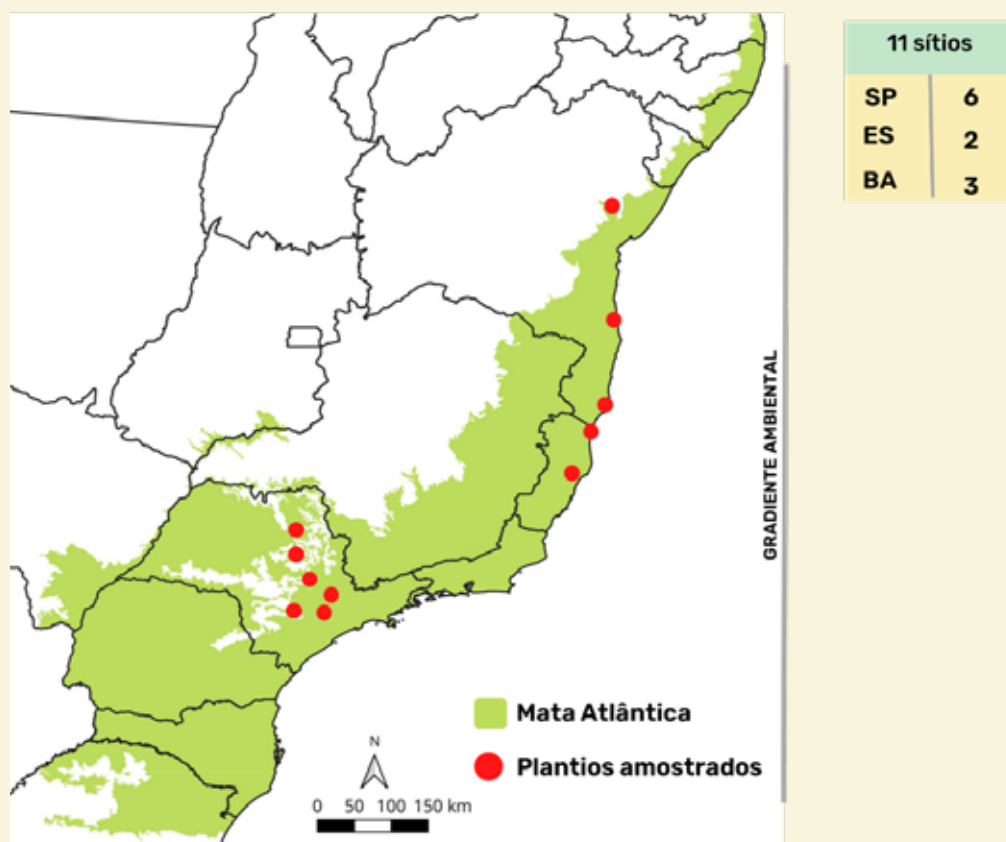 11 sítios
SP 6
ES 2
BA 3
GRADIENTE AMBIENTAL
Mata Atlântica
Plantios amostrados
N
0 50 100 150 km